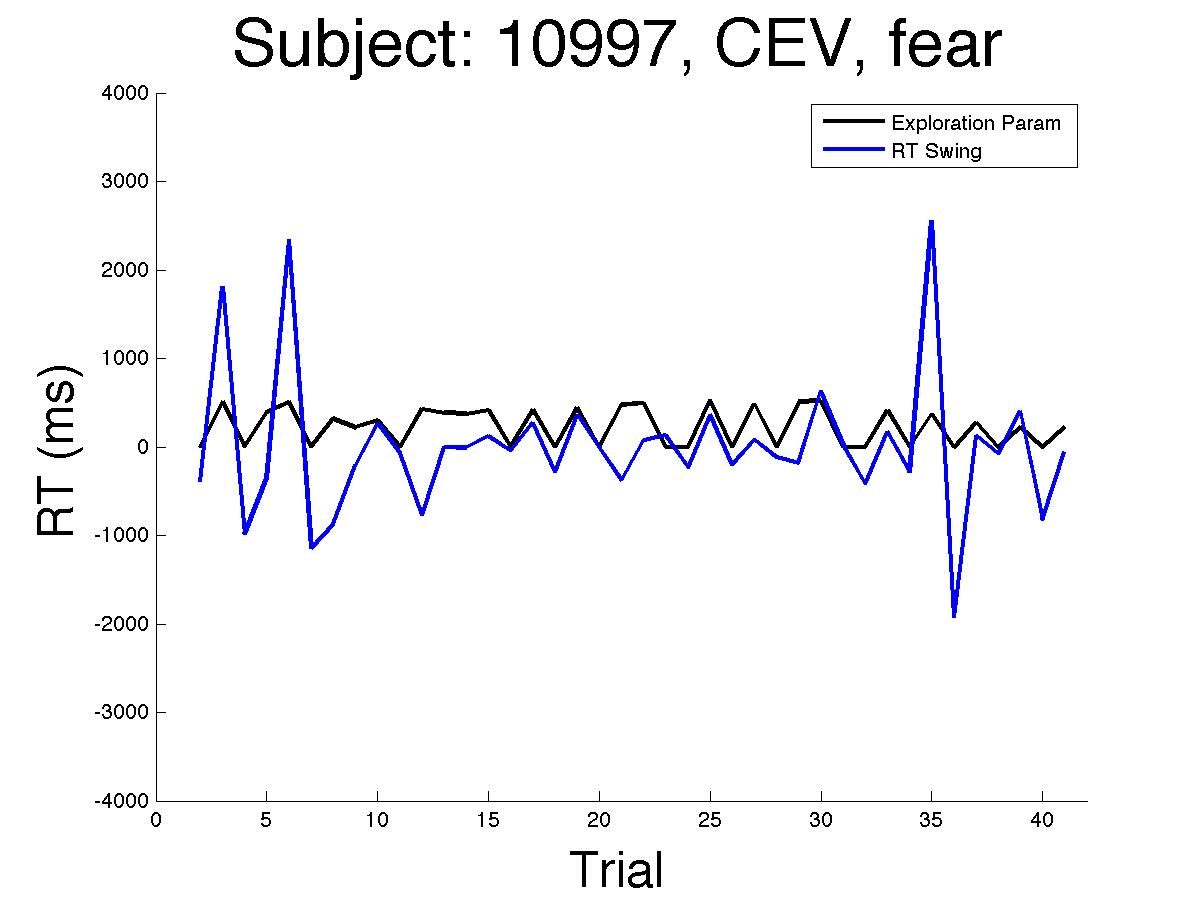 Subject: 10997, CEV, fear
Exploration Param
RT Swing
RT (ms)
4000
3000
2000
1000
0
-1000
-2000
-3000
-4000
0 5 10 15 20 25 30 35 40
Trial